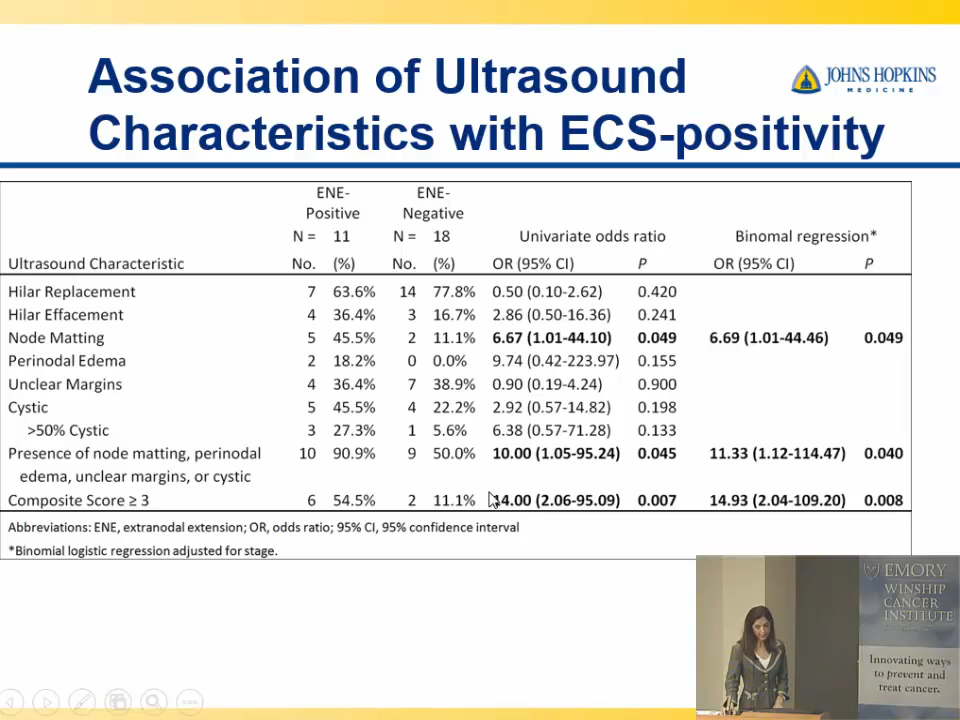 Association of Ultrasound
Characteristics with ECS-positivity
JOHNS HOPKINS
MEDICINE
ENE- ENE-
Positive Negative
N = 11 N = 18 Univariate odds ratio Binomal regression*
Ultrasound Characteristic No. (%) No. (%) OR (95% CI) P OR (95% CI) P
Hilar Replacement 7 63.6% 14 77.8% 0.50 (0.10-2.62) 0.420
Hilar Effacement 4 36.4% 3 16.7% 2.86 (0.50-16.36) 0.241
Node Matting 5 45.5% 2 11.1% 6.67 (1.01-44.10) 0.049 6.69 (1.01-44.46) 0.049
Perinodal Edema 2 18.2% 0 0.0% 9.74 (0.42-223.97) 0.155
Unclear Margins 4 36.4% 7 38.9% 0.90 (0.19-4.24) 0.900
Cystic 5 45.5% 4 22.2% 2.92 (0.57-14.82) 0.198
>50% Cystic 3 27.3% 1 5.6% 6.38 (0.57-71.28) 0.133
Presence of node matting, perinodal 10 90.9% 9 50.0% 10.00 (1.05-95.24) 0.045 11.33 (1.12-114.47) 0.040
edema, unclear margins, or cystic
Composite Score ≥ 3 6 54.5% 2 11.1% 14.00 (2.06-95.09) 0.007 14.93 (2.04-109.20) 0.008
Abbreviations: ENE, extranodal extension; OR, odds ratio; 95% CI, 95% confidence interval
*Binomial logistic regression adjusted for stage.
EMORY
WINSHIP
CANCER
INSTITUTE
Innovating ways
to prevent and
treat cancer.